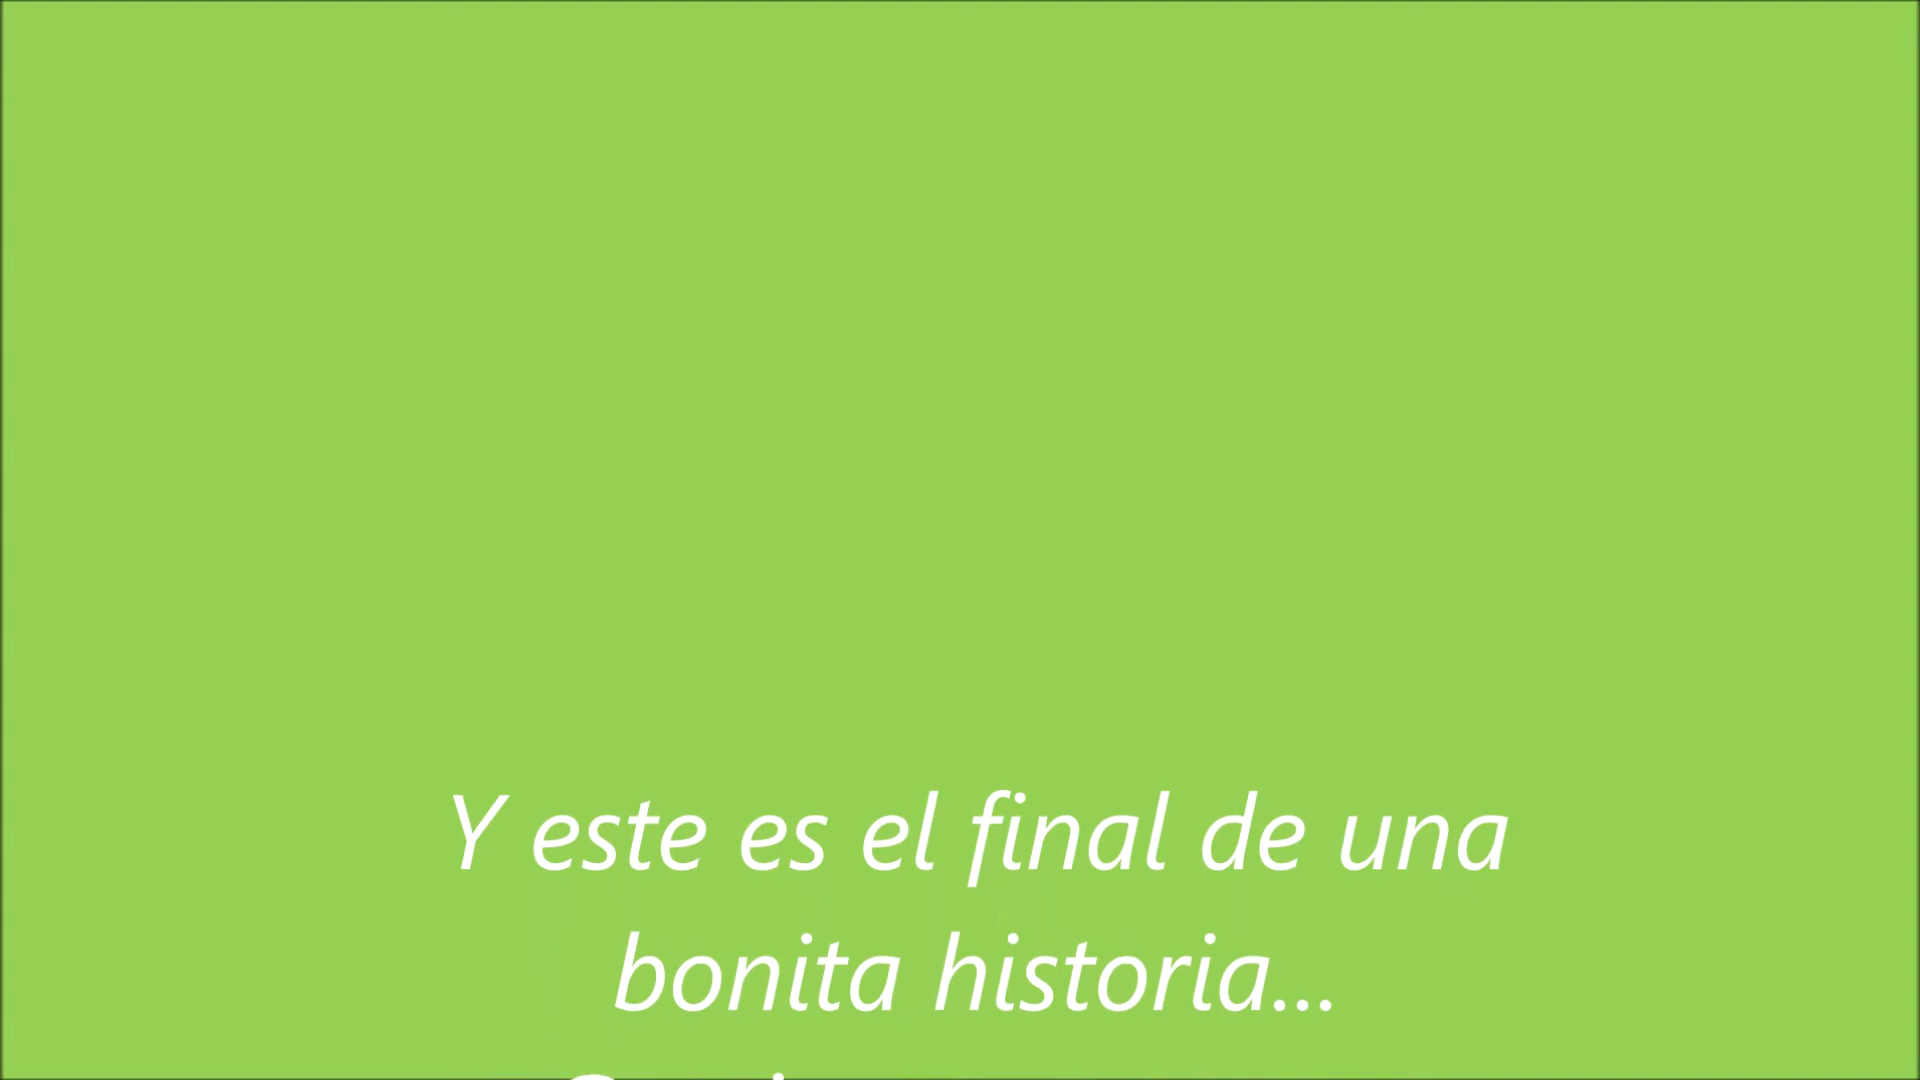 Y este es el final de una
bonita historia...